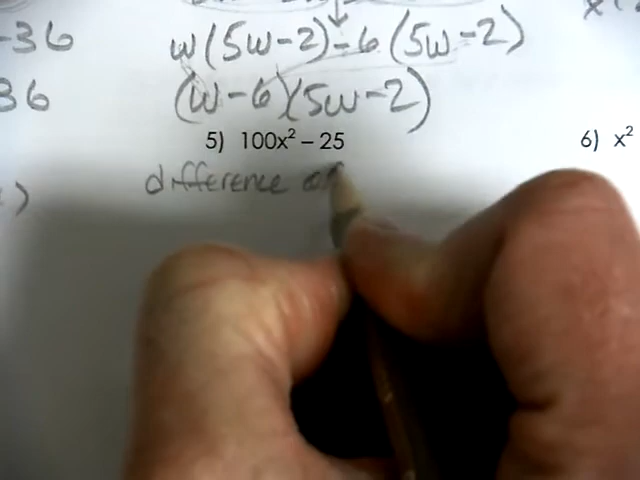 -36
w(5w-2)-6(5w-2)
36
(w-6)(5w-2)
5) 100x² – 25
6) x²
difference of
)